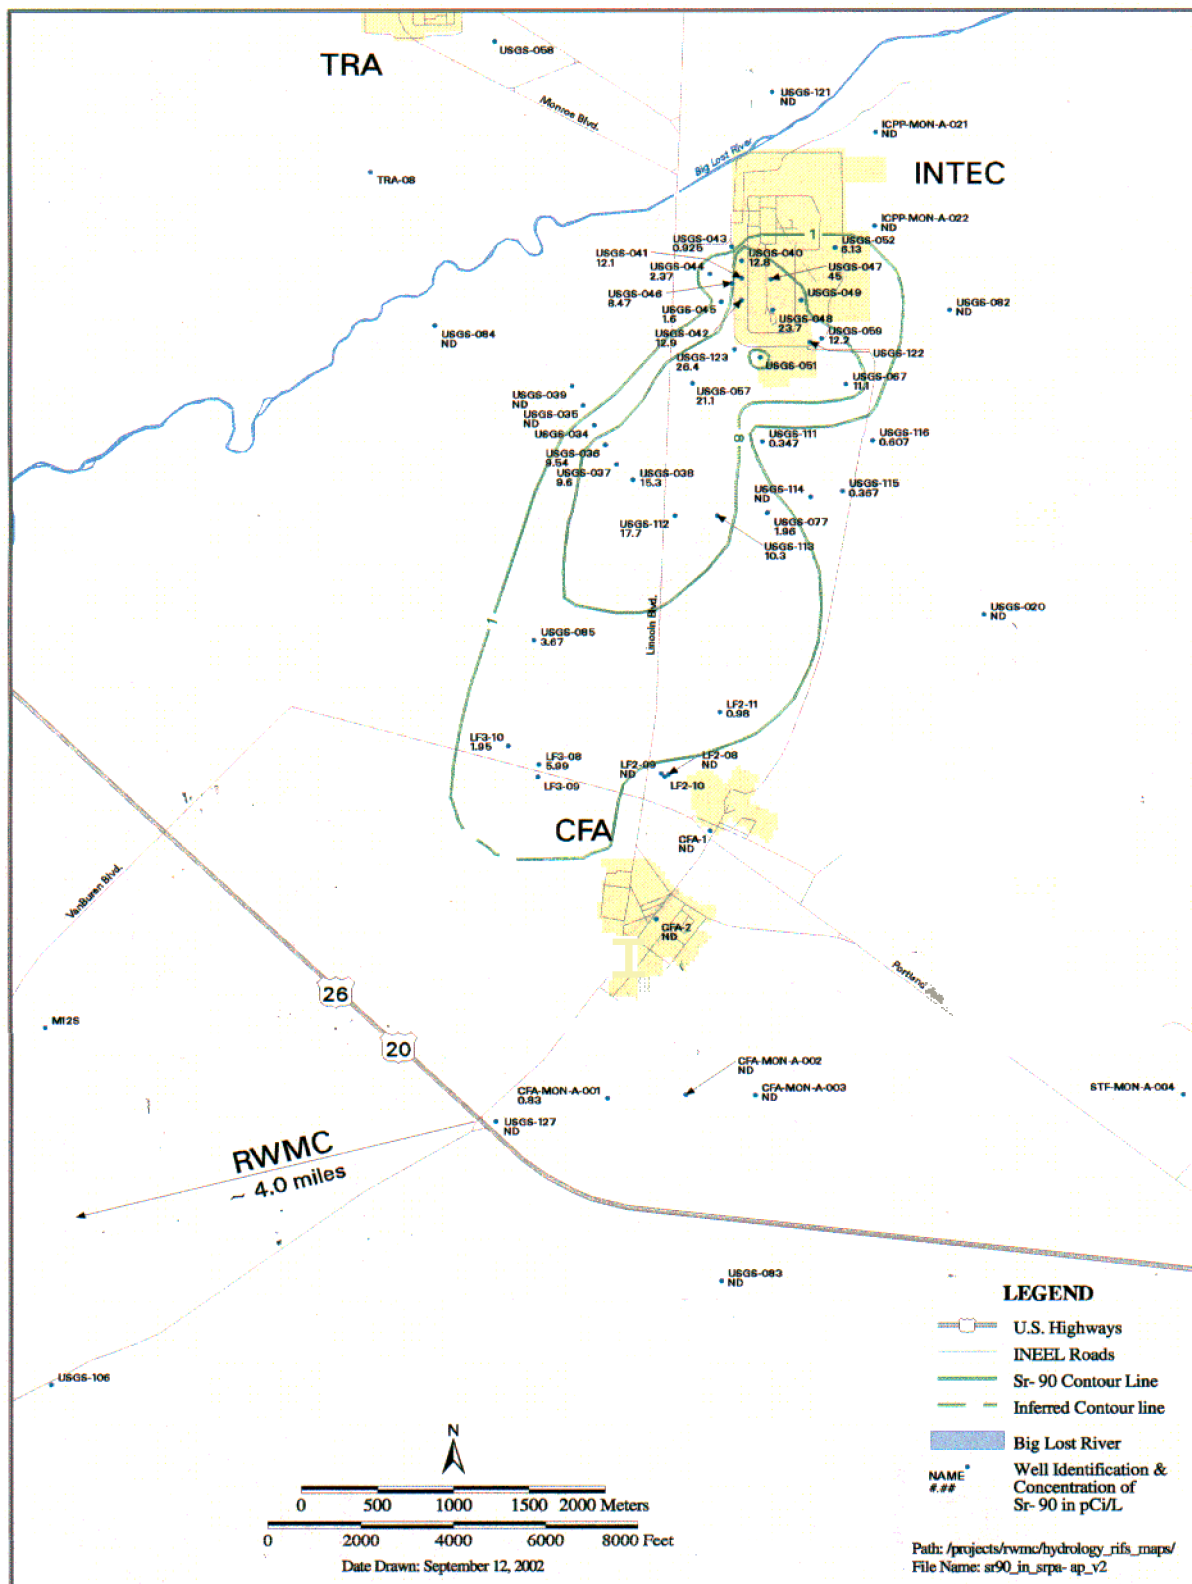 USGS-058
TRA
Monroe Blvd.
USGS-121
ND
ICPP-MON-A-021
ND
Big Lost River
INTEC
TRA-08
ICPP-MON-A-022
ND
1
USGS-043
0.925
USGS-052
6.13
USGS-041
12.1
USGS-040
12.8
USGS-044
2.37
USGS-047
45
USGS-046
8.47
USGS-049
USGS-045
1.6
USGS-082
ND
USGS-048
23.7
USGS-084
ND
USGS-042
12.9
USGS-059
12.2
USGS-123
26.4
USGS-122
USGS-051
USGS-067
11.1
USGS-057
21.1
USGS-039
ND
USGS-035
ND
USGS-034
8
USGS-111
0.347
USGS-116
0.607
USGS-036
9.54
USGS-037
9.6
USGS-038
15.3
USGS-114
ND
USGS-115
0.367
USGS-112
17.7
USGS-077
1.96
USGS-113
10.3
USGS-020
ND
1
Lincoln Blvd.
USGS-085
3.67
LF2-11
0.98
LF3-10
1.95
LF3-08
5.99
LF3-09
LF2-09
ND
LF2-08
ND
LF2-10
CFA
CFA-1
ND
VanBuren Blvd.
CFA-2
ND
Portland Ave.
26
20
M12S
CFA-MON-A-001
0.83
CFA-MON-A-002
ND
CFA-MON-A-003
ND
STF-MON-A-004
USGS-127
ND
RWMC
~ 4.0 miles
USGS-083
ND
USGS-106
LEGEND
U.S. Highways
INEEL Roads
Sr- 90 Contour Line
Inferred Contour line
Big Lost River
NAME
#.##
Well Identification &
Concentration of
Sr- 90 in pCi/L
N
0 500 1000 1500 2000 Meters
0 2000 4000 6000 8000 Feet
Date Drawn: September 12, 2002
Path: /projects/rwmc/hydrology_rifs_maps/
File Name: sr90_in_srpa- ap_v2